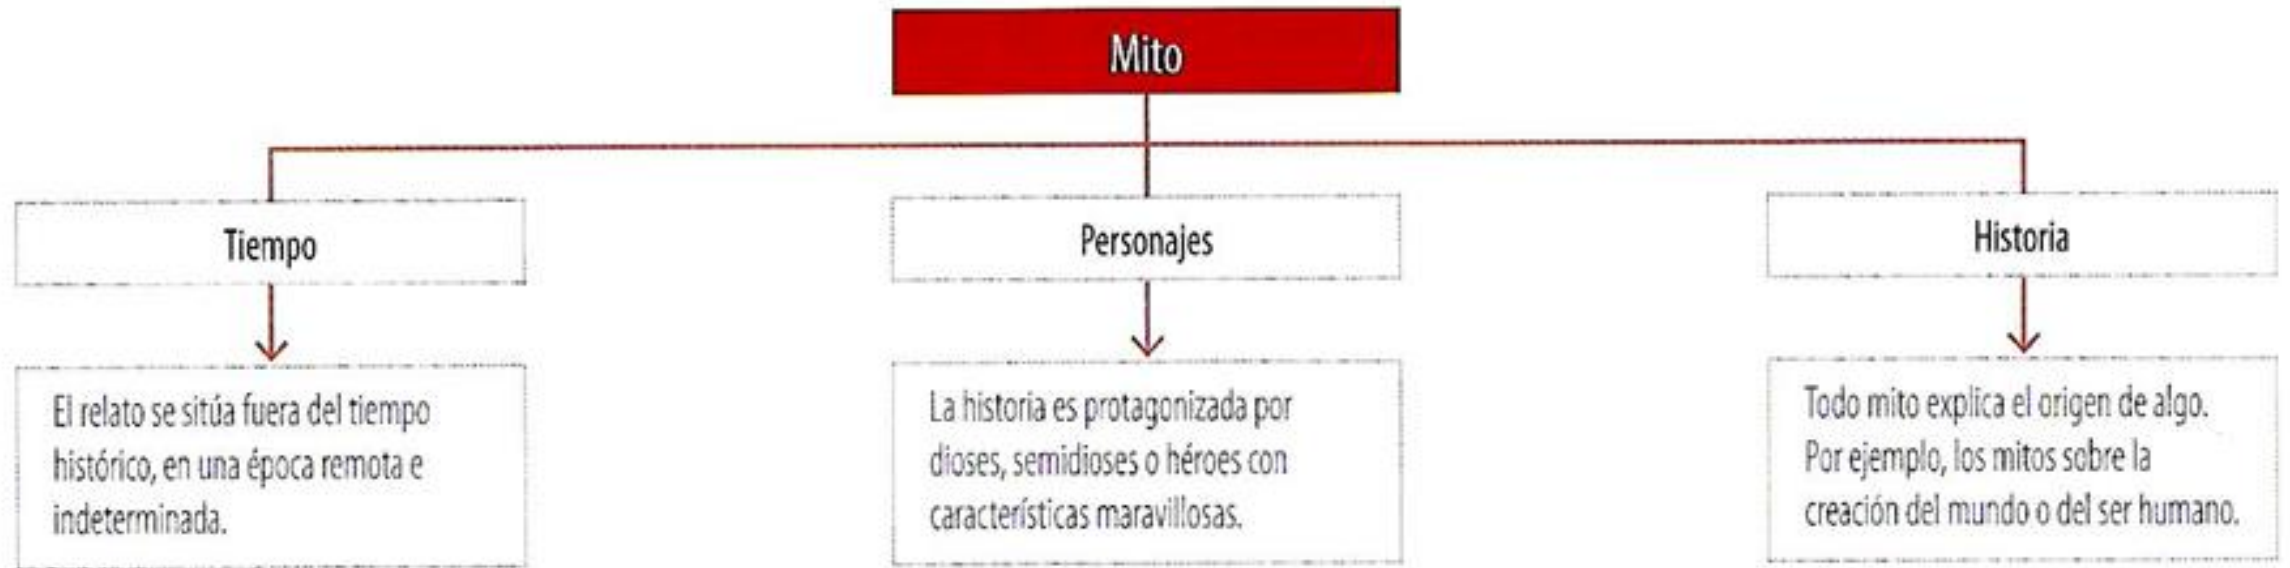 Mito
Tiempo
Personajes
Historia
El relato se sitúa fuera del tiempo
histórico, en una época remota e
indeterminada.
La historia es protagonizada por
dioses, semidioses o héroes con
características maravillosas.
Todo mito explica el origen de algo.
Por ejemplo, los mitos sobre la
creación del mundo o del ser humano.